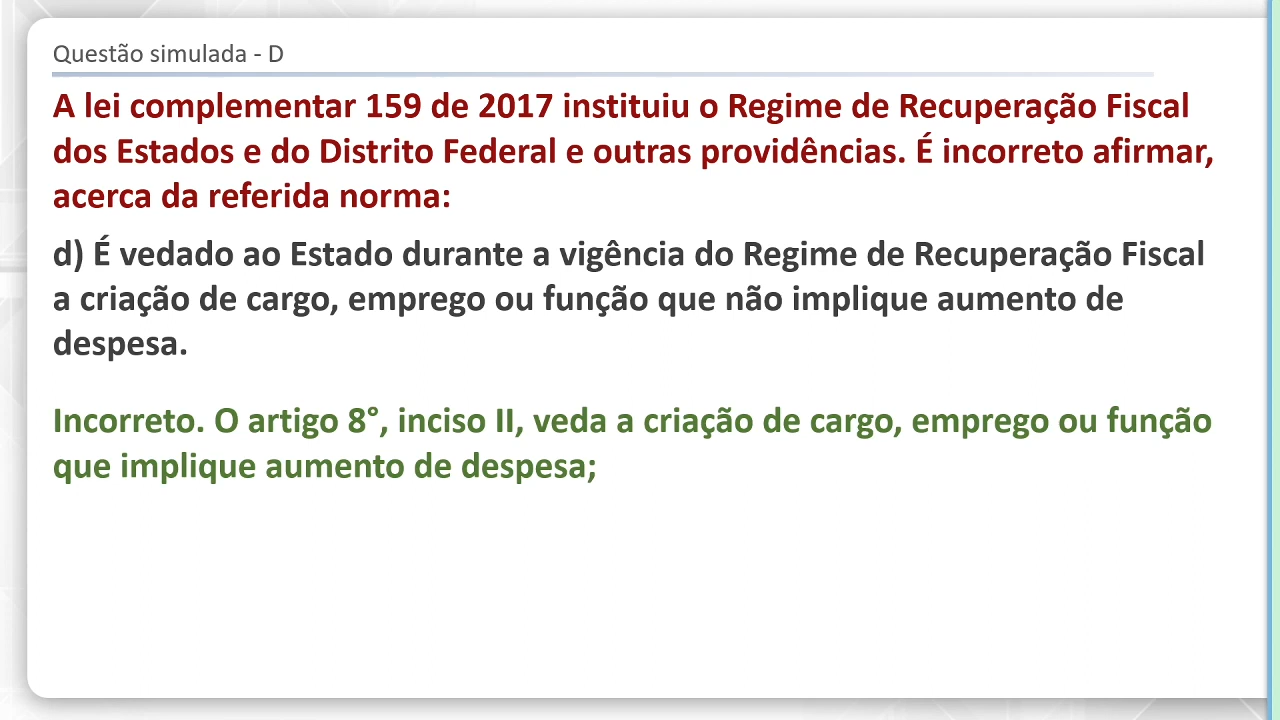 Questão simulada - D
A lei complementar 159 de 2017 instituiu o Regime de Recuperação Fiscal
dos Estados e do Distrito Federal e outras providências. É incorreto afirmar,
acerca da referida norma:
d) É vedado ao Estado durante a vigência do Regime de Recuperação Fiscal
a criação de cargo, emprego ou função que não implique aumento de
despesa.
Incorreto. O artigo 8°, inciso II, veda a criação de cargo, emprego ou função
que implique aumento de despesa;